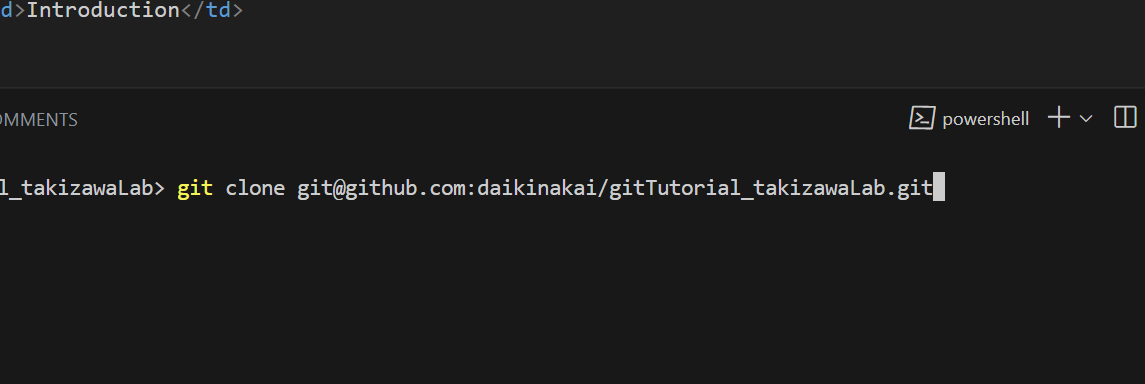 d>Introduction</td>
OMMENTS
powershell
l_takizawaLab> git clone git@github.com:daikinakai/gitTutorial_takizawaLab.git